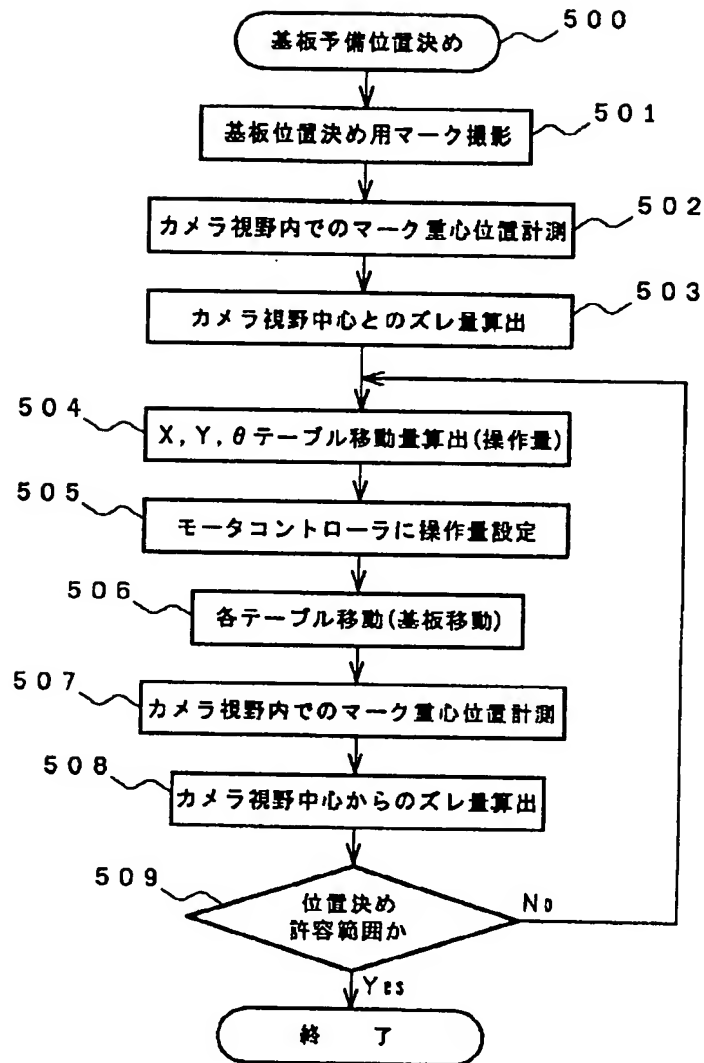 基板予備位置決め
500
基板位置決め用マーク撮影
501
カメラ視野内でのマーク重心位置計測
502
カメラ視野中心とのズレ量算出
503
504
X,Y,θテーブル移動量算出(操作量)
505
モータコントローラに操作量設定
506
各テーブル移動(基板移動)
507
カメラ視野内でのマーク重心位置計測
508
カメラ視野中心からのズレ量算出
509
位置決め
許容範囲か
No
Yes
終 了